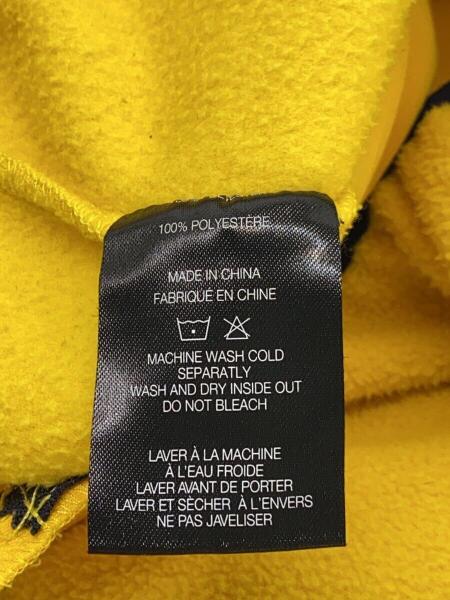 100% POLYESTÈRE
MADE IN CHINA
FABRIQUÉ EN CHINE
MACHINE WASH COLD
SEPARATLY
WASH AND DRY INSIDE OUT
DO NOT BLEACH
LAVER À LA MACHINE
À L'EAU FROIDE
LAVER AVANT DE PORTER
LAVER ET SÈCHER À L'ENVERS
NE PAS JAVELISER